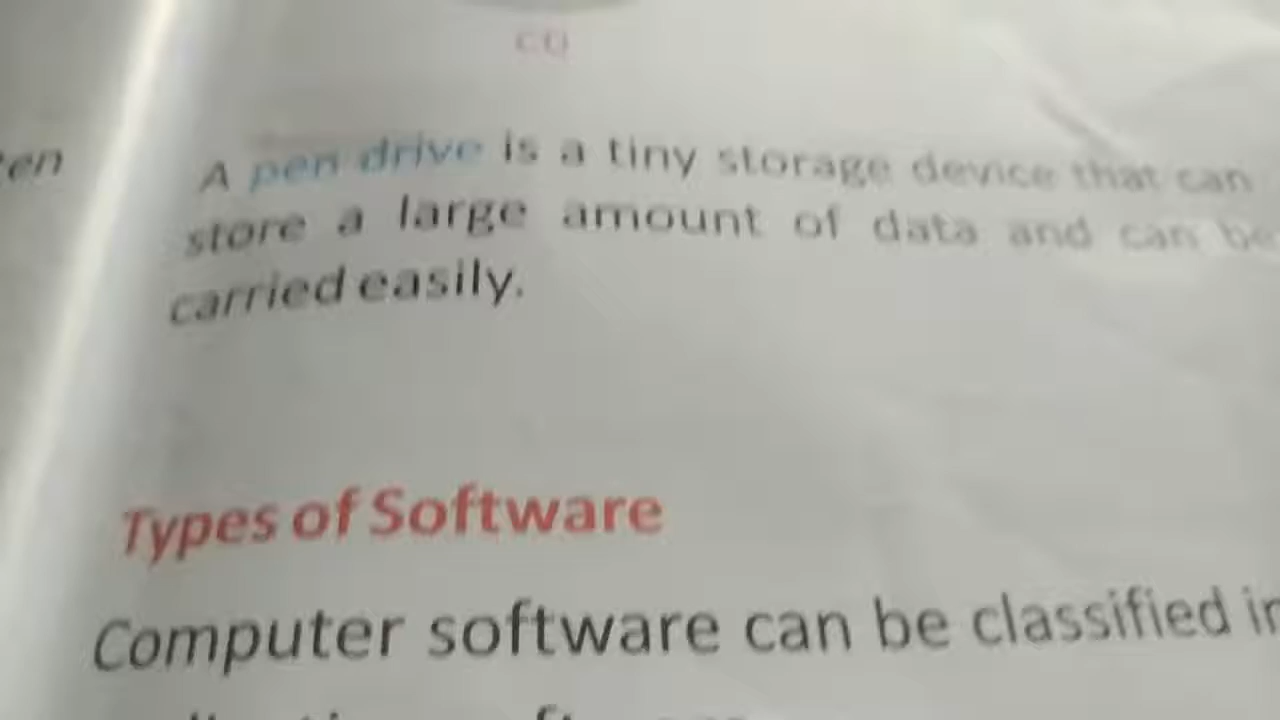 CD
A pen drive is a tiny storage device that can
store a large amount of data and can be
carried easily.
Types of Software
Computer software can be classified